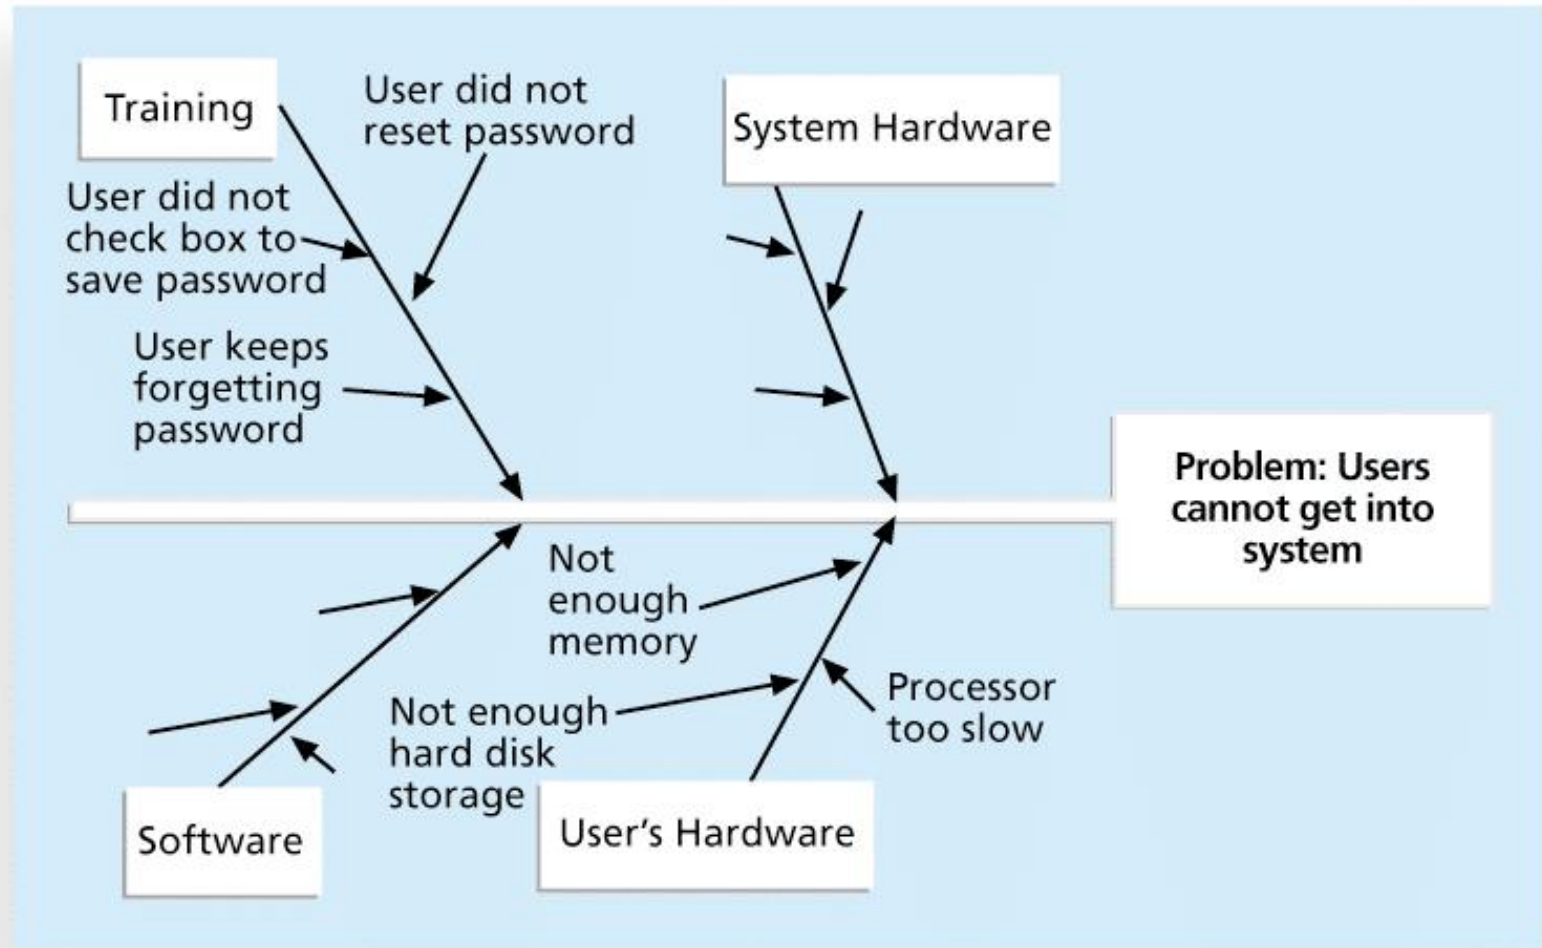 Training
User did not
reset password
System Hardware
User did not
check box to
save password
User keeps
forgetting
password
Problem: Users
cannot get into
system
Not
enough
memory
Not enough
hard disk
storage
Processor
too slow
Software
User’s Hardware